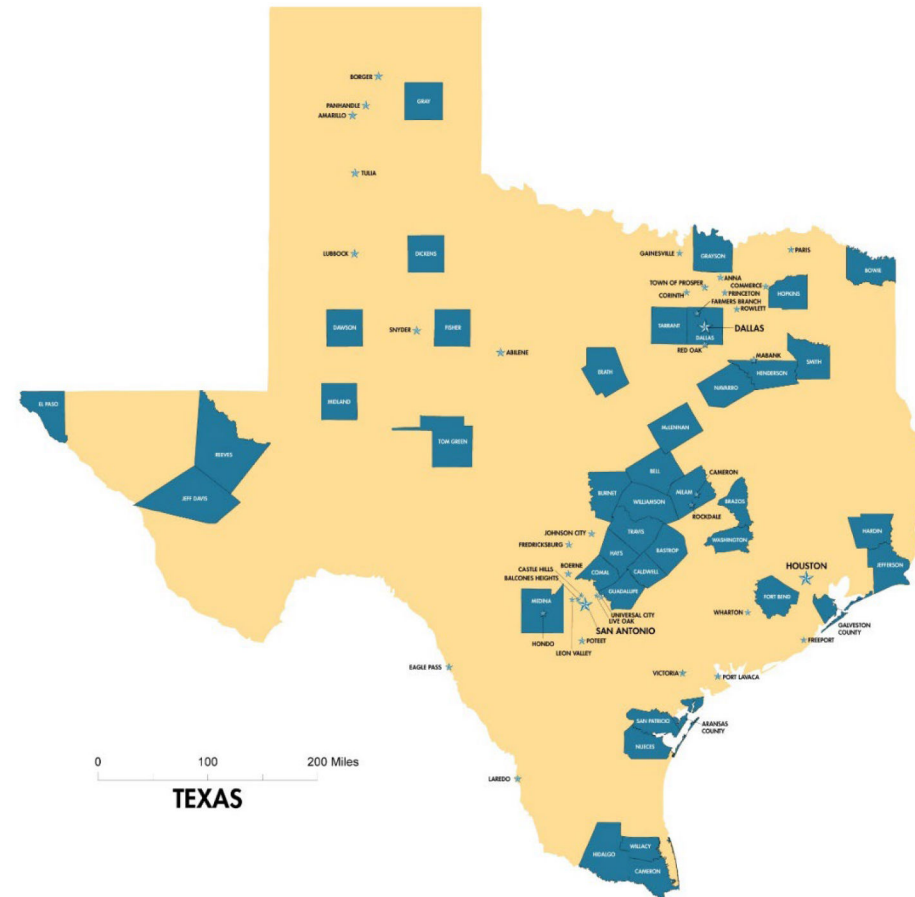 BORGER
PANHANDLE
GRAY
AMARILLO
TULIA
LUBBOCK
DICKENS
GAINESVILLE
GRAYSON
PARIS
BOWIE
ANNA
TOWN OF PROSPER
COMMERCE
CORINTH
PRINCETON
HOPKINS
FARMERS BRANCH
ROWLETT
DAWSON
SNYDER
FISHER
TARRANT
DALLAS
DALLAS
RED OAK
ABILENE
MABANK
SMITH
ERATH
HENDERSON
NAVARRO
EL PASO
MIDLAND
TOM GREEN
McLENNAN
REEVES
BELL
CAMERON
JEFF DAVIS
BURNET
MILAM
WILLIAMSON
BRAZOS
ROCKDALE
JOHNSON CITY
TRAVIS
HARDIN
FREDRICKSBURG
HAYS
BASTROP
WASHINGTON
BOERNE
COMAL
CALDWELL
JEFFERSON
HOUSTON
CASTLE HILLS
BALCONES HEIGHTS
GUADALUPE
FORT BEND
MEDINA
UNIVERSAL CITY
LIVE OAK
WHARTON
SAN ANTONIO
GALVESTON
COUNTY
HONDO
POTEET
FREEPORT
LEON VALLEY
EAGLE PASS
VICTORIA
PORT LAVACA
SAN PATRICIO
ARANSAS
COUNTY
NUECES
0 100 200 Miles
LAREDO
TEXAS
WILLACY
HIDALGO
CAMERON